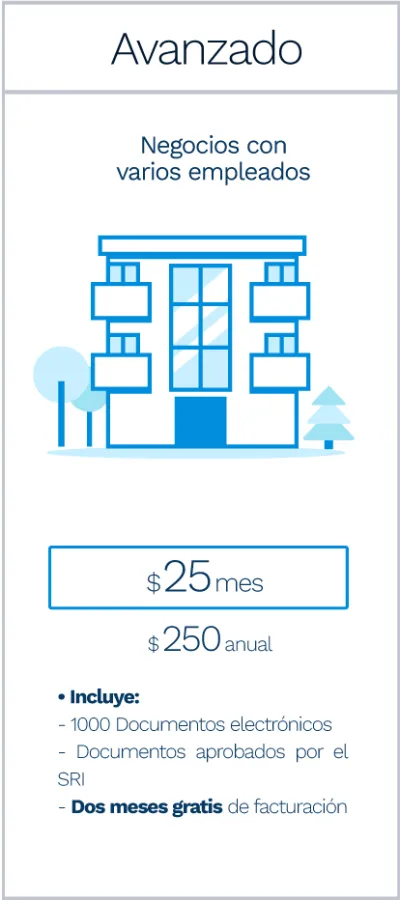 Avanzado
Negocios con
varios empleados
$25 mes
$250 anual
• Incluye:
- 1000 Documentos electrónicos
- Documentos aprobados por el
SRI
- Dos meses gratis de facturación